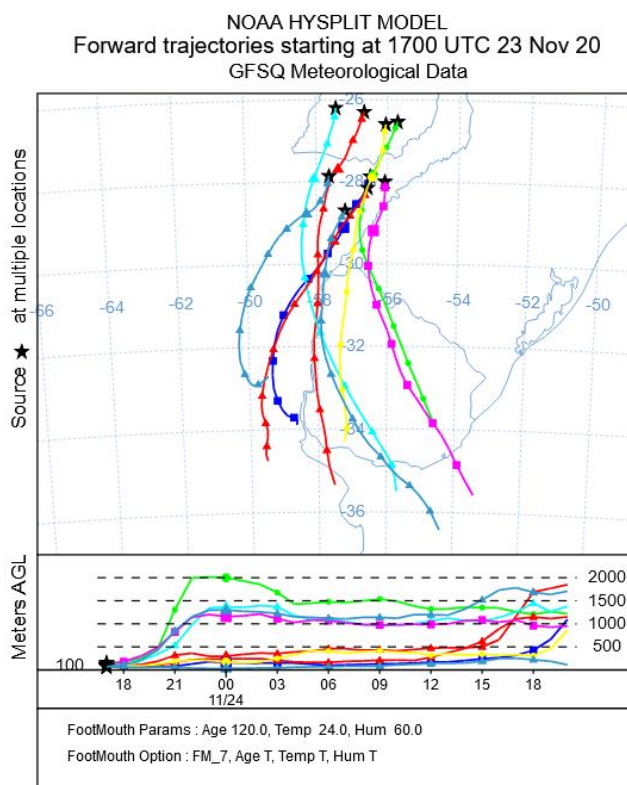 NOAA HYSPLIT MODEL
Forward trajectories starting at 1700 UTC 23 Nov 20
GFSQ Meteorological Data
Source ★ at multiple locations
-26
-28
-30
-32
-34
-36
-66
-64
-62
-60
-58
-56
-54
-52
-50
Meters AGL
2000
1500
1000
500
100
18 21 00 03 06 09 12 15 18
11/24
FootMouth Params : Age 120.0, Temp 24.0, Hum 60.0
FootMouth Option : FM_7, Age T, Temp T, Hum T